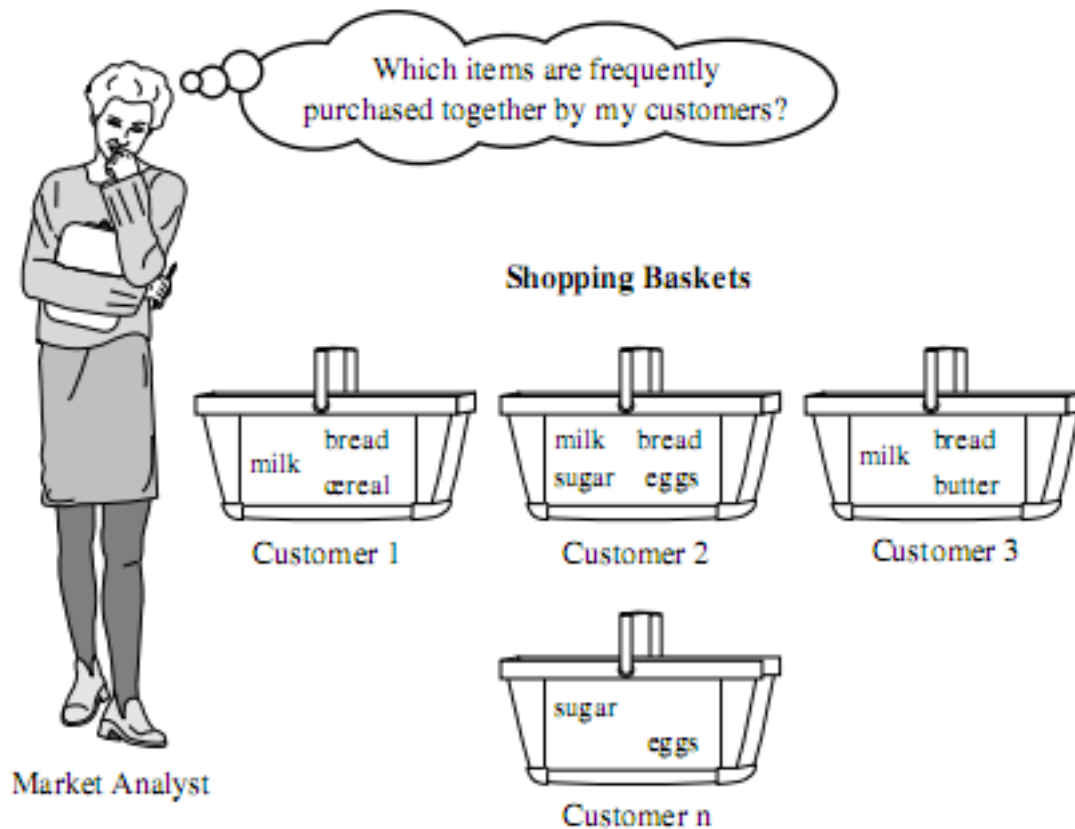 Which items are frequently
purchased together by my customers?
Shopping Baskets
milk bread
cereal
milk bread
sugar eggs
milk bread
butter
Customer 1
Customer 2
Customer 3
sugar
eggs
Market Analyst
Customer n